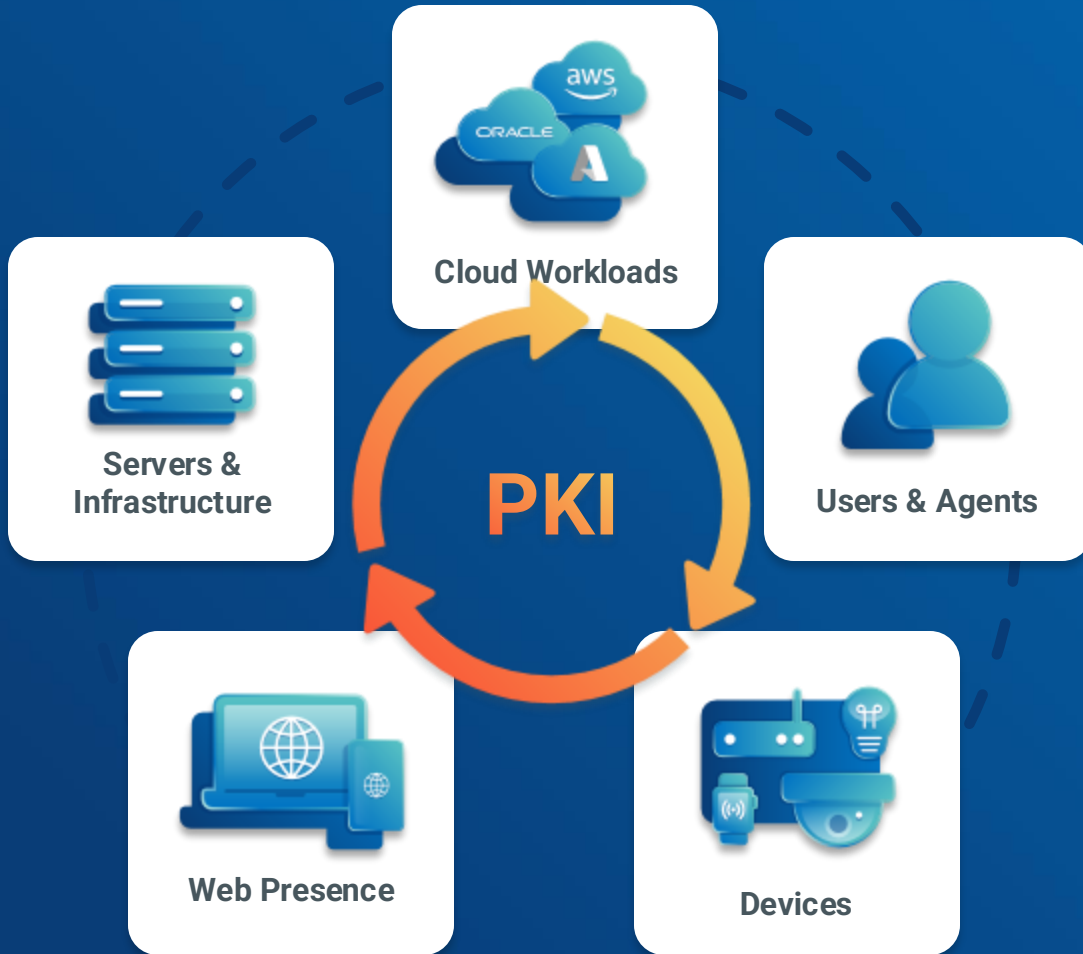 aws
ORACLE
Cloud Workloads
Servers &
Infrastructure
PKI
Users & Agents
Web Presence
Devices